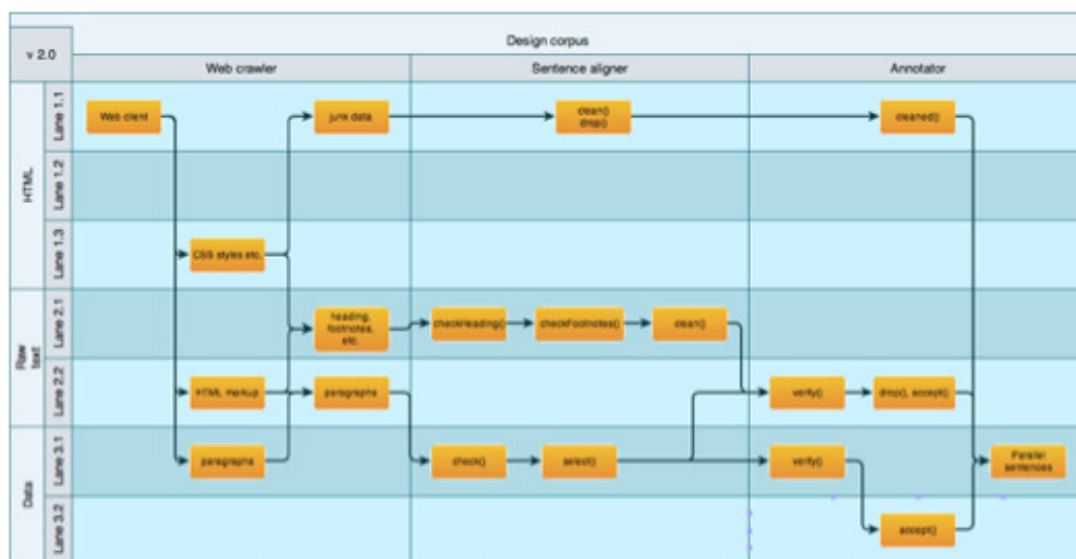 Design corpus
v 2.0
Web crawler
Sentence aligner
Annotator
HTML
Lane 1.1
Web client
junk data
clean()
drop()
cleaned()
Lane 1.2
Lane 1.3
CSS styles etc.
Raw
text
Lane 2.1
heading,
footnotes,
etc.
checkHeading()
checkFootnotes()
clean()
Lane 2.2
HTML markup
paragraphs
verify()
drop(), accept()
Data
Lane 3.1
paragraphs
check()
select()
verify()
Parallel
sentences
Lane 3.2
accept()